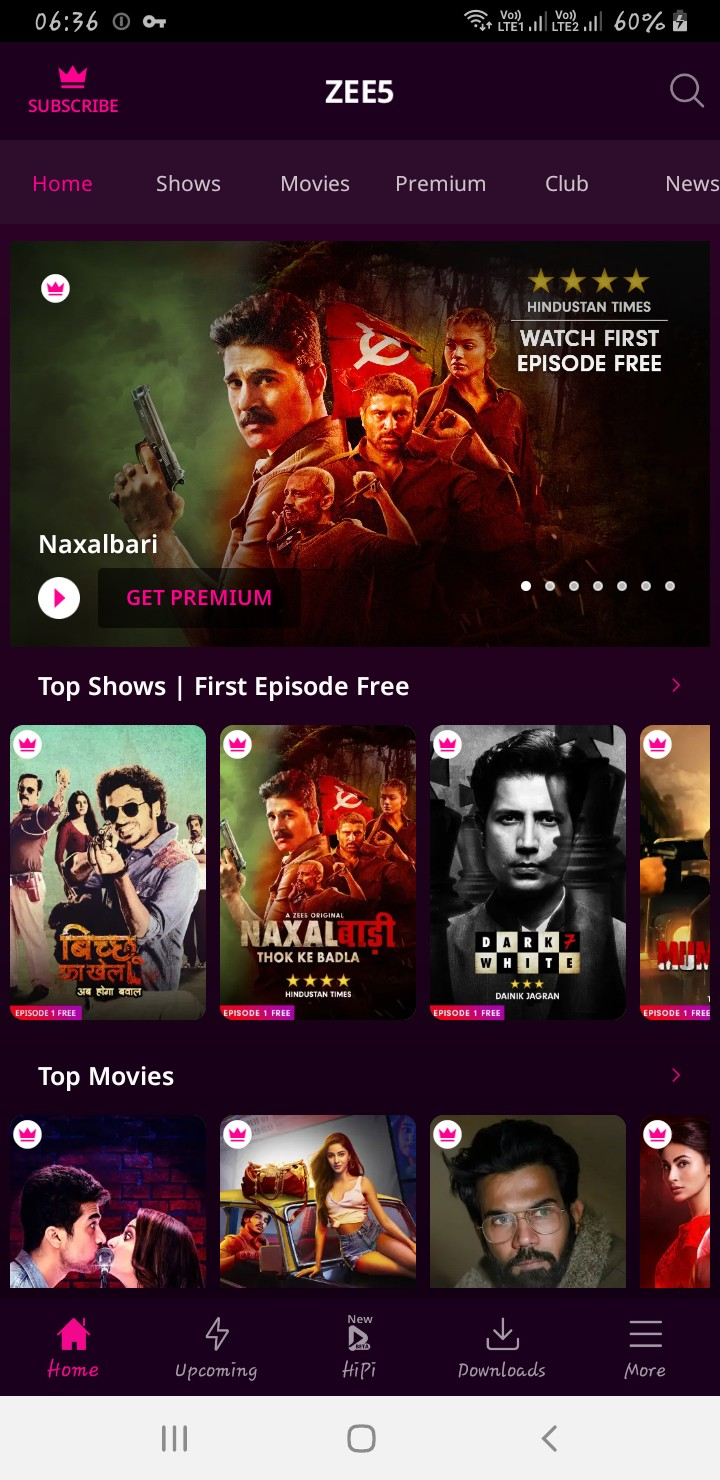 06:36
Vo) LTE1
Vo) LTE2
60%
SUBSCRIBE
ZEE5
Home
Shows
Movies
Premium
Club
News
HINDUSTAN TIMES
WATCH FIRST
EPISODE FREE
Naxalbari
GET PREMIUM
Top Shows | First Episode Free
बिच्छू
का खेल
अब होगा बवाल
EPISODE 1 FREE
A ZEE5 ORIGINAL
NAXALबाड़ी
THOK KE BADLA
HINDUSTAN TIMES
EPISODE 1 FREE
DARK 7
WHITE
DAINIK JAGRAN
EPISODE 1 FREE
MUM
EPISODE 1 FREE
Top Movies
Home
Upcoming
New
BETA
HiPi
Downloads
More